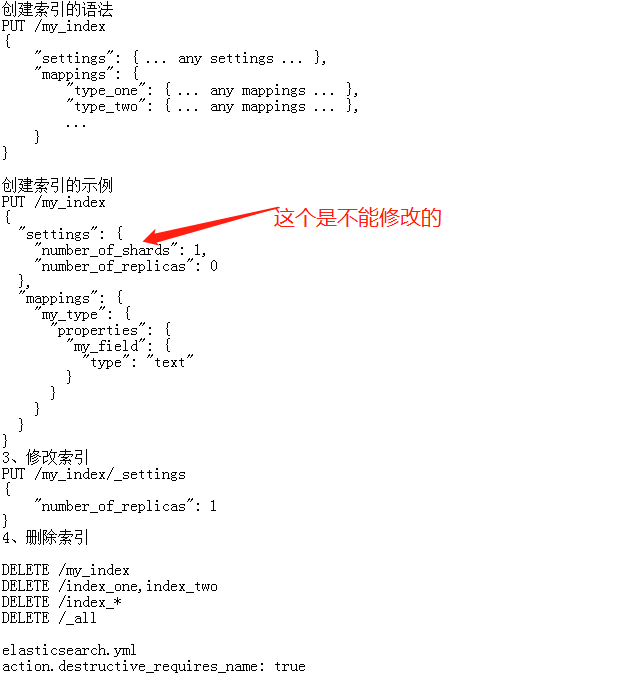 创建索引的语法
PUT /my_index
{
    "settings": { ... any settings ... },
    "mappings": {
        "type_one": { ... any mappings ... },
        "type_two": { ... any mappings ... },
        ...
    }
}

创建索引的示例
PUT /my_index
{
  "settings": {
    "number_of_shards": 1,
    "number_of_replicas": 0
  },
  "mappings": {
    "my_type": {
      "properties": {
        "my_field": {
          "type": "text"
        }
      }
    }
  }
}
这个是不能修改的
3、修改索引
PUT /my_index/_settings
{
    "number_of_replicas": 1
}
4、删除索引

DELETE /my_index
DELETE /index_one,index_two
DELETE /index_*
DELETE /_all

elasticsearch.yml
action.destructive_requires_name: true